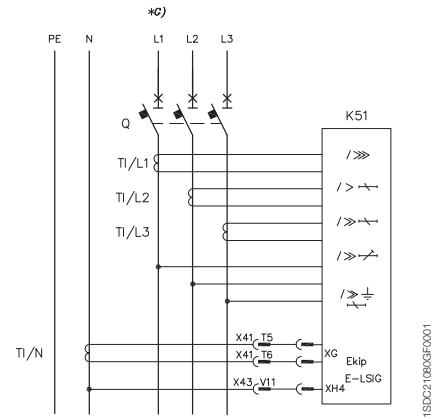 *G)
PE N L1 L2 L3
Q
K51
TI/L1
TI/L2
TI/L3
X41 T5
XG
TI/N
X41 T6
Ekip
E-LSIG
X43 V11
XH4
1SDC21080GF0001